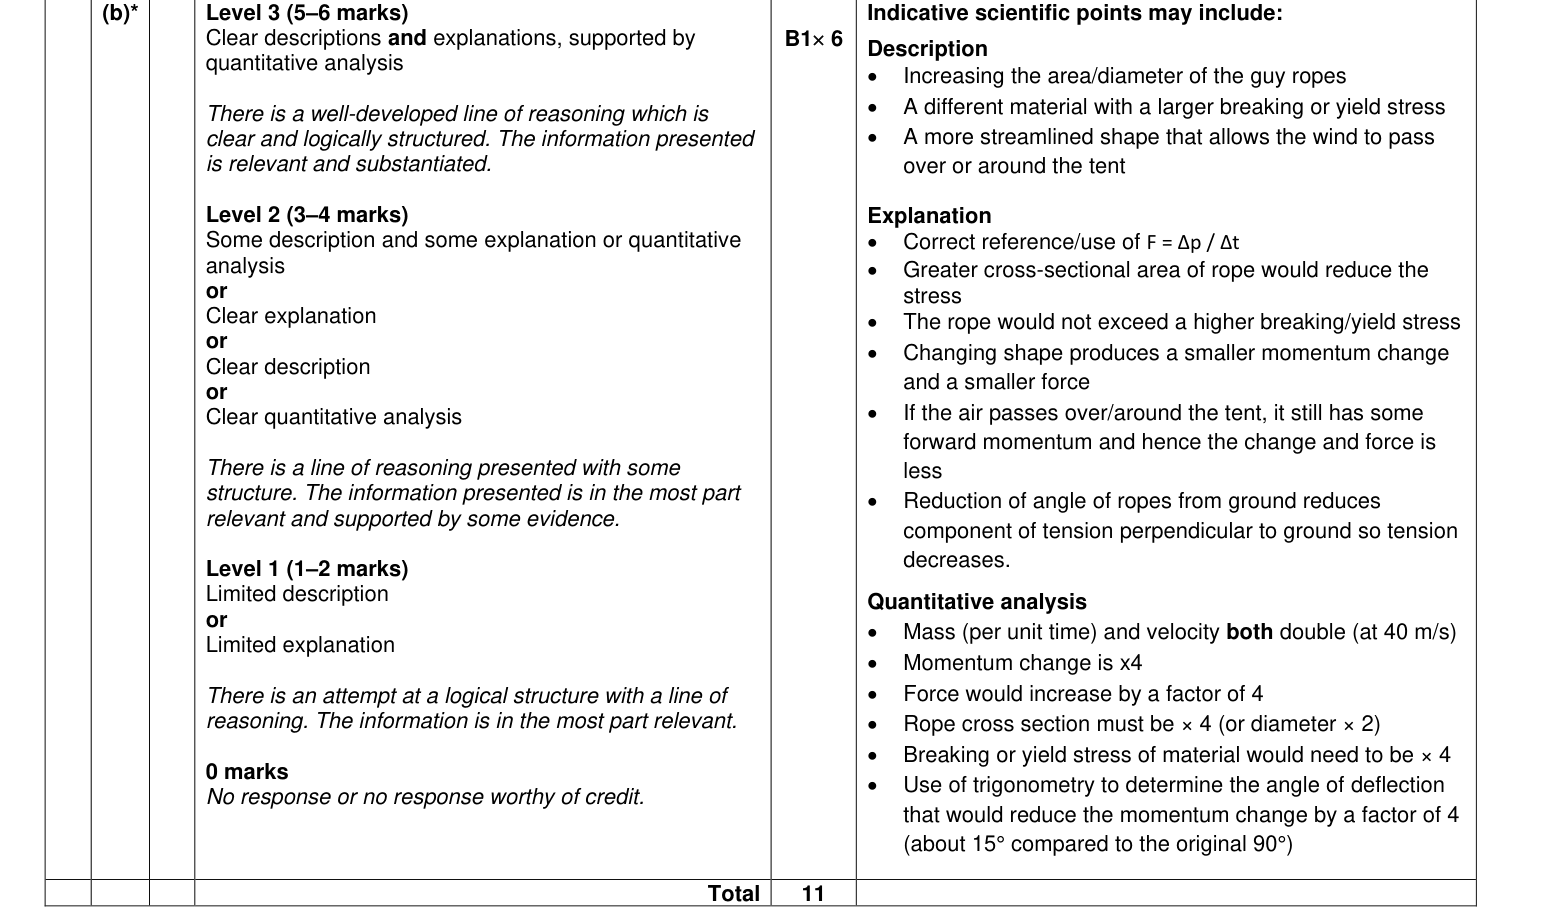 (b)*
Level 3 (5–6 marks)
Clear descriptions and explanations, supported by
quantitative analysis
There is a well-developed line of reasoning which is
clear and logically structured. The information presented
is relevant and substantiated.
Level 2 (3–4 marks)
Some description and some explanation or quantitative
analysis
or
Clear explanation
or
Clear description
or
Clear quantitative analysis
There is a line of reasoning presented with some
structure. The information presented is in the most part
relevant and supported by some evidence.
Level 1 (1–2 marks)
Limited description
or
Limited explanation
There is an attempt at a logical structure with a line of
reasoning. The information is in the most part relevant.
0 marks
No response or no response worthy of credit.
B1× 6
Indicative scientific points may include:
Description
• Increasing the area/diameter of the guy ropes
• A different material with a larger breaking or yield stress
• A more streamlined shape that allows the wind to pass
over or around the tent
Explanation
• Correct reference/use of F = Δp / Δt
• Greater cross-sectional area of rope would reduce the
stress
• The rope would not exceed a higher breaking/yield stress
• Changing shape produces a smaller momentum change
and a smaller force
• If the air passes over/around the tent, it still has some
forward momentum and hence the change and force is
less
• Reduction of angle of ropes from ground reduces
component of tension perpendicular to ground so tension
decreases.
Quantitative analysis
• Mass (per unit time) and velocity both double (at 40 m/s)
• Momentum change is x4
• Force would increase by a factor of 4
• Rope cross section must be × 4 (or diameter × 2)
• Breaking or yield stress of material would need to be × 4
• Use of trigonometry to determine the angle of deflection
that would reduce the momentum change by a factor of 4
(about 15° compared to the original 90°)
Total
11